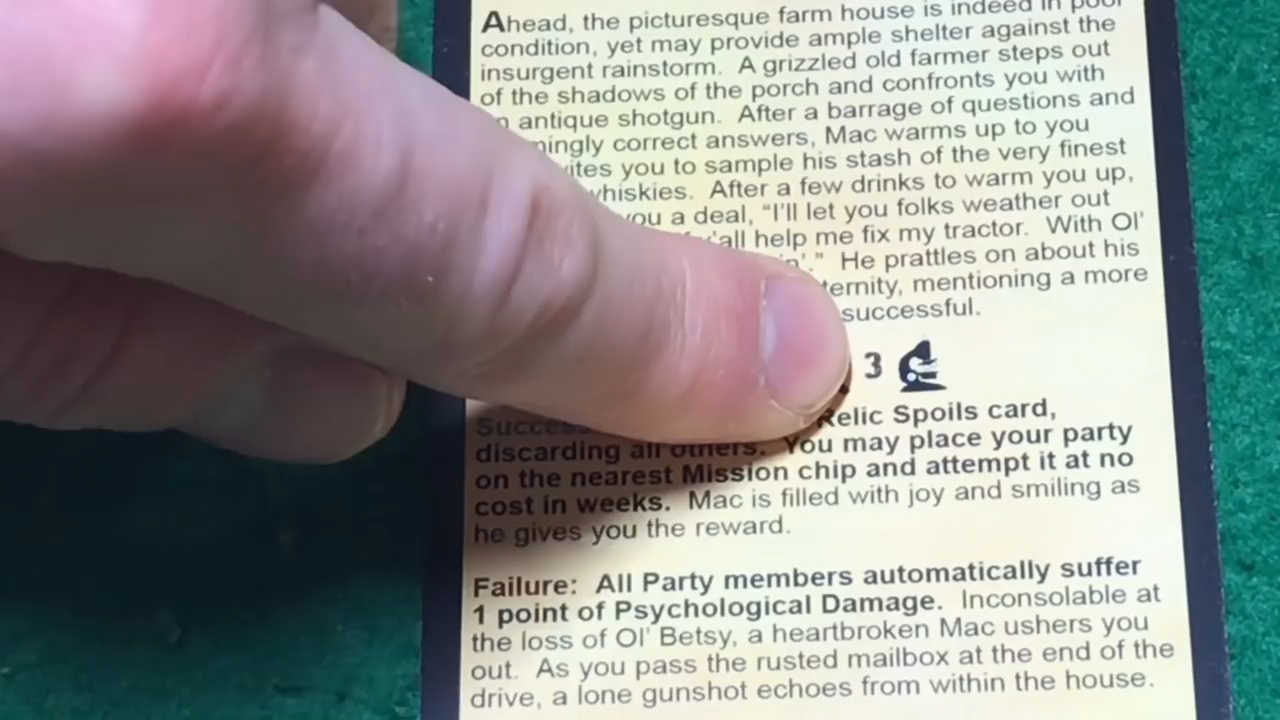 Ahead, the picturesque farm house is indeed in poor
condition, yet may provide ample shelter against the
insurgent rainstorm. A grizzled old farmer steps out
of the shadows of the porch and confronts you with
antique shotgun. After a barrage of questions and
correct answers, Mac warms up to you
you to sample his stash of the very finest
whiskies. After a few drinks to warm you up,
you a deal, "I'll let you folks weather out
y'all help me fix my tractor. With Ol'
He prattles on about his
mentioning a more
successful.
3
Relic Spoils card,
discarding all others. You may place your party
on the nearest Mission chip and attempt it at no
cost in weeks. Mac is filled with joy and smiling as
he gives you the reward.
Failure: All Party members automatically suffer
1 point of Psychological Damage. Inconsolable at
the loss of Ol' Betsy, a heartbroken Mac ushers you
out. As you pass the rusted mailbox at the end of the
drive, a lone gunshot echoes from within the house.